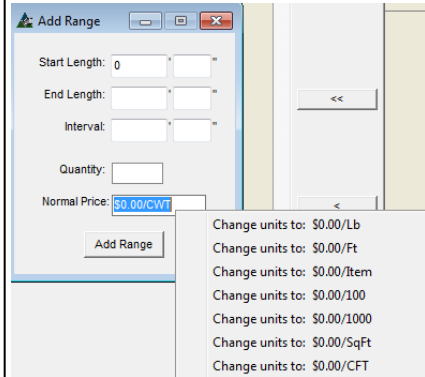 Add Range
Start Length: 0 ' "
End Length: ' "
Interval: ' "
Quantity:
Normal Price: $0.00/CWT
Add Range
<<
<
Change units to: $0.00/Lb
Change units to: $0.00/Ft
Change units to: $0.00/Item
Change units to: $0.00/100
Change units to: $0.00/1000
Change units to: $0.00/SqFt
Change units to: $0.00/CFT